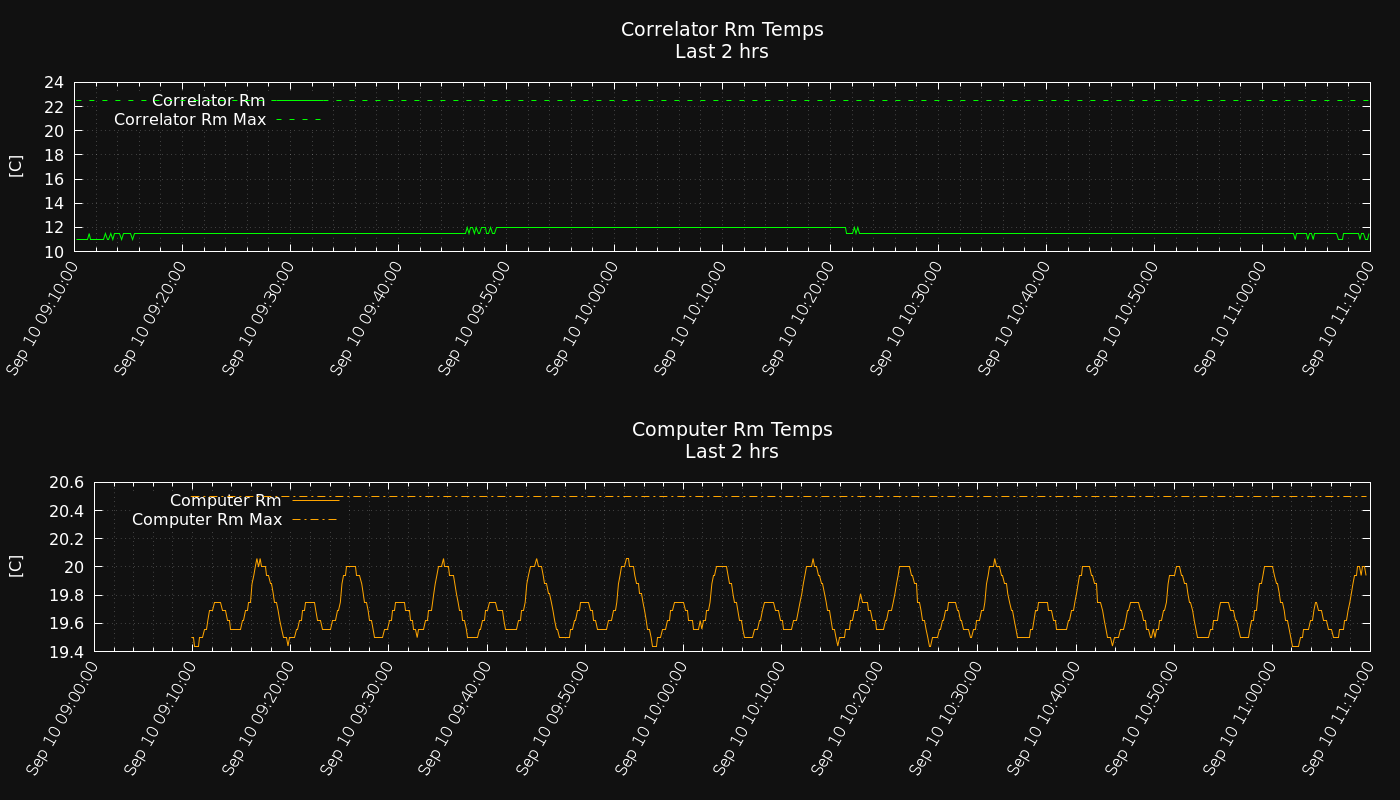 Correlator Rm Temps
Last 2 hrs
24
22
20
18
16
14
12
10
[C]
Correlator Rm
Correlator Rm Max
Sep 10 09:10:00
Sep 10 09:20:00
Sep 10 09:30:00
Sep 10 09:40:00
Sep 10 09:50:00
Sep 10 10:00:00
Sep 10 10:10:00
Sep 10 10:20:00
Sep 10 10:30:00
Sep 10 10:40:00
Sep 10 10:50:00
Sep 10 11:00:00
Sep 10 11:10:00
Computer Rm Temps
Last 2 hrs
20.6
20.4
20.2
20
19.8
19.6
19.4
[C]
Computer Rm
Computer Rm Max
Sep 10 09:00:00
Sep 10 09:10:00
Sep 10 09:20:00
Sep 10 09:30:00
Sep 10 09:40:00
Sep 10 09:50:00
Sep 10 10:00:00
Sep 10 10:10:00
Sep 10 10:20:00
Sep 10 10:30:00
Sep 10 10:40:00
Sep 10 10:50:00
Sep 10 11:00:00
Sep 10 11:10:00